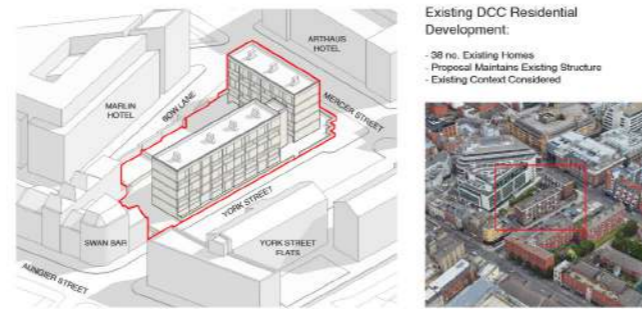 ARTHAUS
HOTEL
MARLIN
HOTEL
BOW LANE
MERCER STREET
YORK STREET
SWAN BAR
YORK STREET
FLATS
AUNGIER STREET
Existing DCC Residential
Development:
- 38 no. Existing Homes
- Proposal Maintains Existing Structure
- Existing Context Considered